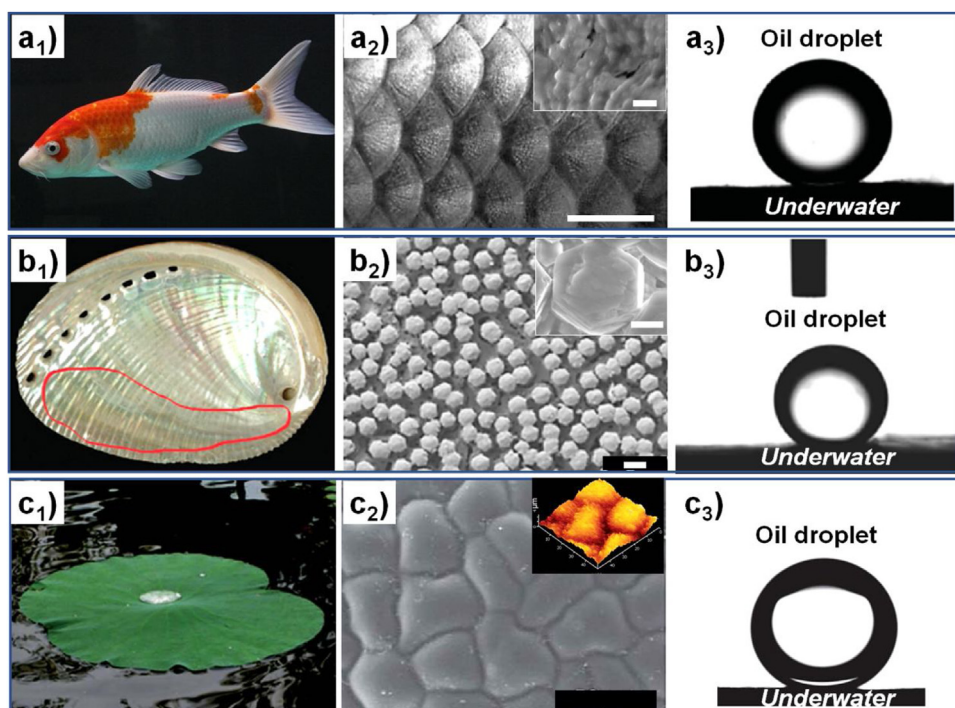 a₁)
a₂)
a₃)
Oil droplet
Underwater
b₁)
b₂)
b₃)
Oil droplet
Underwater
c₁)
c₂)
c₃)
Oil droplet
Underwater